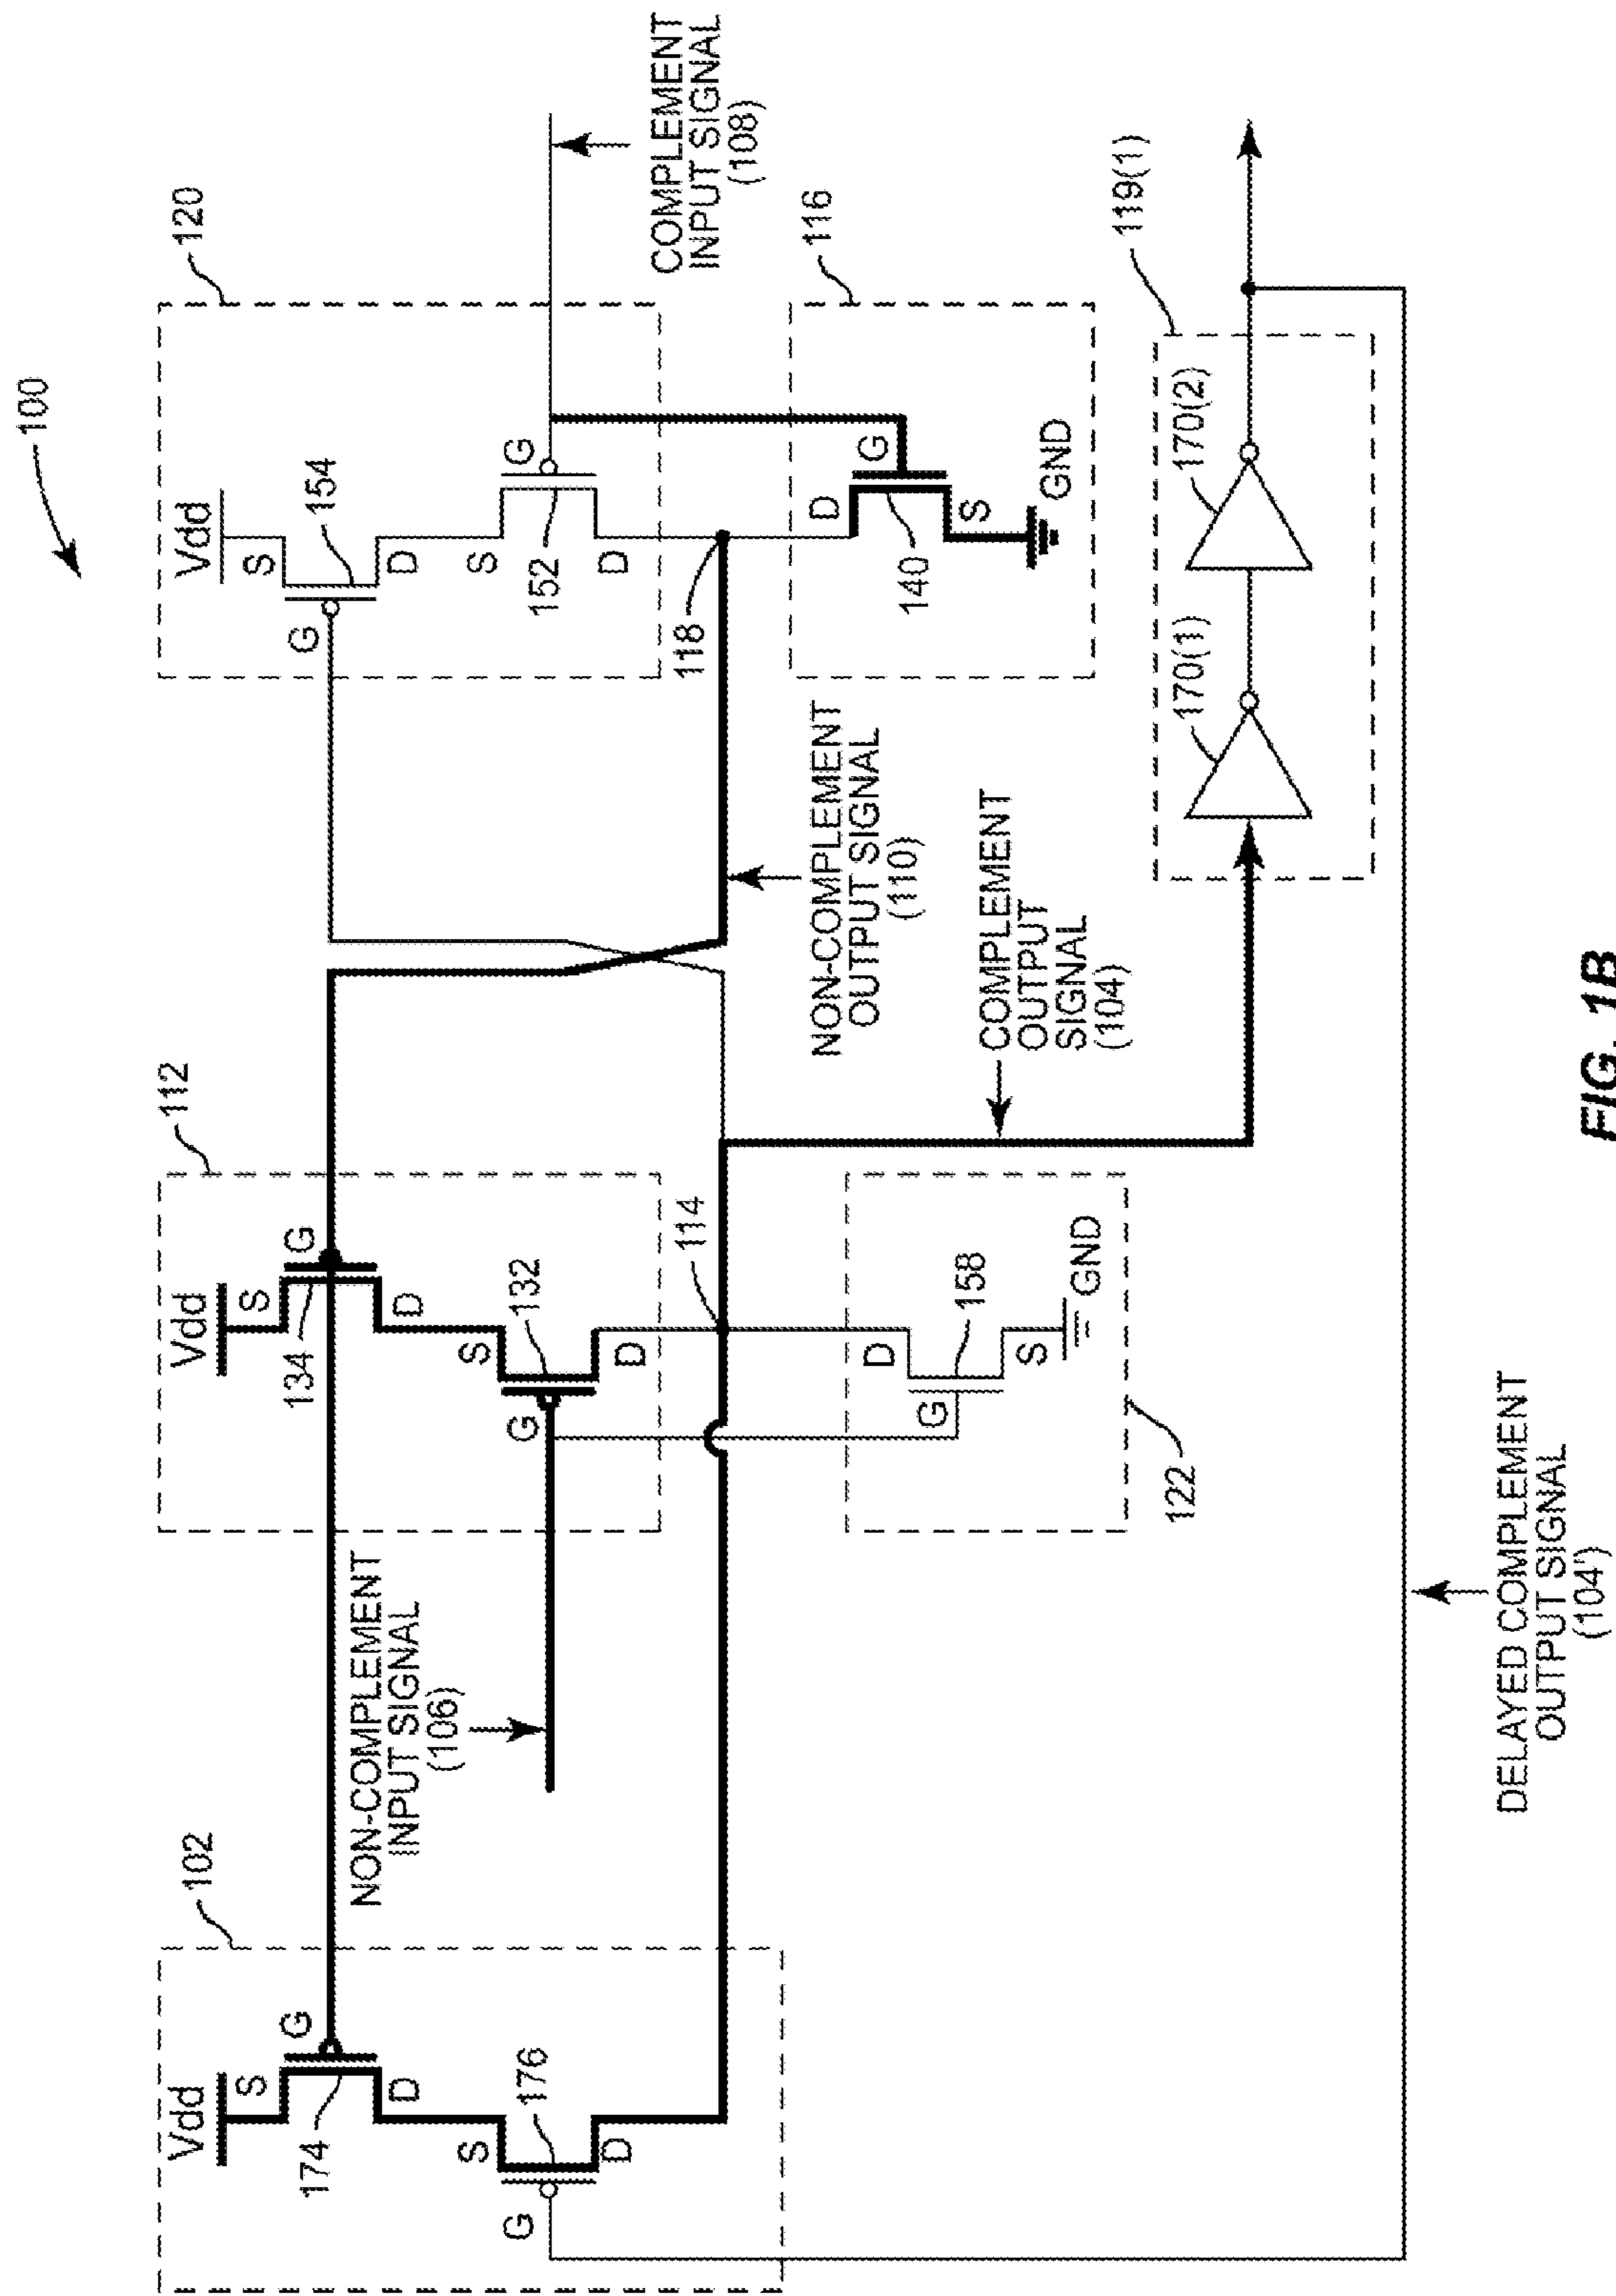 100
Vdd
S
G
174
D
S
176
G
D
102
NON-COMPLEMENT
INPUT SIGNAL
(106)
Vdd
S
G
134
D
S
132
G
D
112
114
D
G
158
S
GND
122
Vdd
S
G
154
D
S
G
152
D
120
118
COMPLEMENT
INPUT SIGNAL
(108)
D
G
140
S
GND
116
NON-COMPLEMENT
OUTPUT SIGNAL
(110)
COMPLEMENT
OUTPUT
SIGNAL
(104)
170(1)
170(2)
119(1)
DELAYED COMPLEMENT
OUTPUT SIGNAL
(104')
FIG. 1B